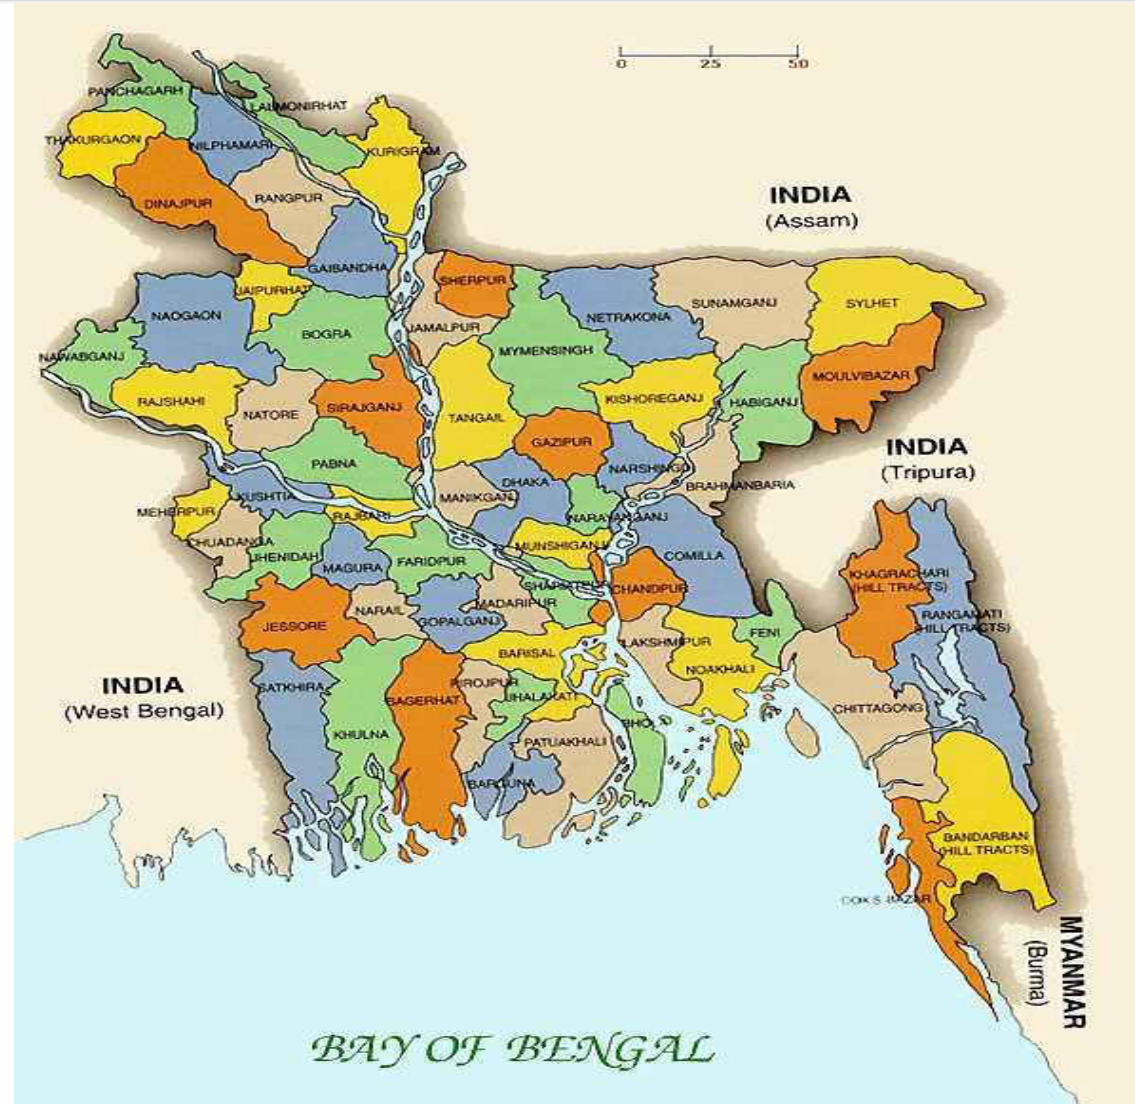 0 25 50
PANCHAGARH
LALMONIRHAT
THAKURGAON
NILPHAMARI
KURIGRAM
DINAJPUR
RANGPUR
INDIA
(Assam)
GAIBANDHA
SHERPUR
JAIPURHAT
NAOGAON
SUNAMGANJ
SYLHET
NETRAKONA
BOGRA
JAMALPUR
MYMENSINGH
NAWABGANJ
MOULVIBAZAR
RAJSHAHI
NATORE
SIRAJGANJ
TANGAIL
KISHOREGANJ
HABIGANJ
GAZIPUR
INDIA
(Tripura)
PABNA
NARSHINGDI
DHAKA
BRAHMANBARIA
KUSHTIA
MANIKGANJ
MEHERPUR
RAJBARI
NARAYANGANJ
CHUADANGA
MUNSHIGANJ
JHENIDAH
MAGURA
FARIDPUR
COMILLA
SHARIATPUR
CHANDPUR
KHAGRACHARI
(HILL TRACTS)
NARAIL
MADARIPUR
GOPALGANJ
RANGAMATI
(HILL TRACTS)
JESSORE
LAKSHMIPUR
FENI
BARISAL
NOAKHALI
INDIA
(West Bengal)
SATKHIRA
PIROJPUR
JHALAKATI
BAGERHAT
CHITTAGONG
KHULNA
BHOLA
PATUAKHALI
BARGUNA
BANDARBAN
(HILL TRACTS)
COX'S BAZAR
MYANMAR
(Burma)
BAY OF BENGAL